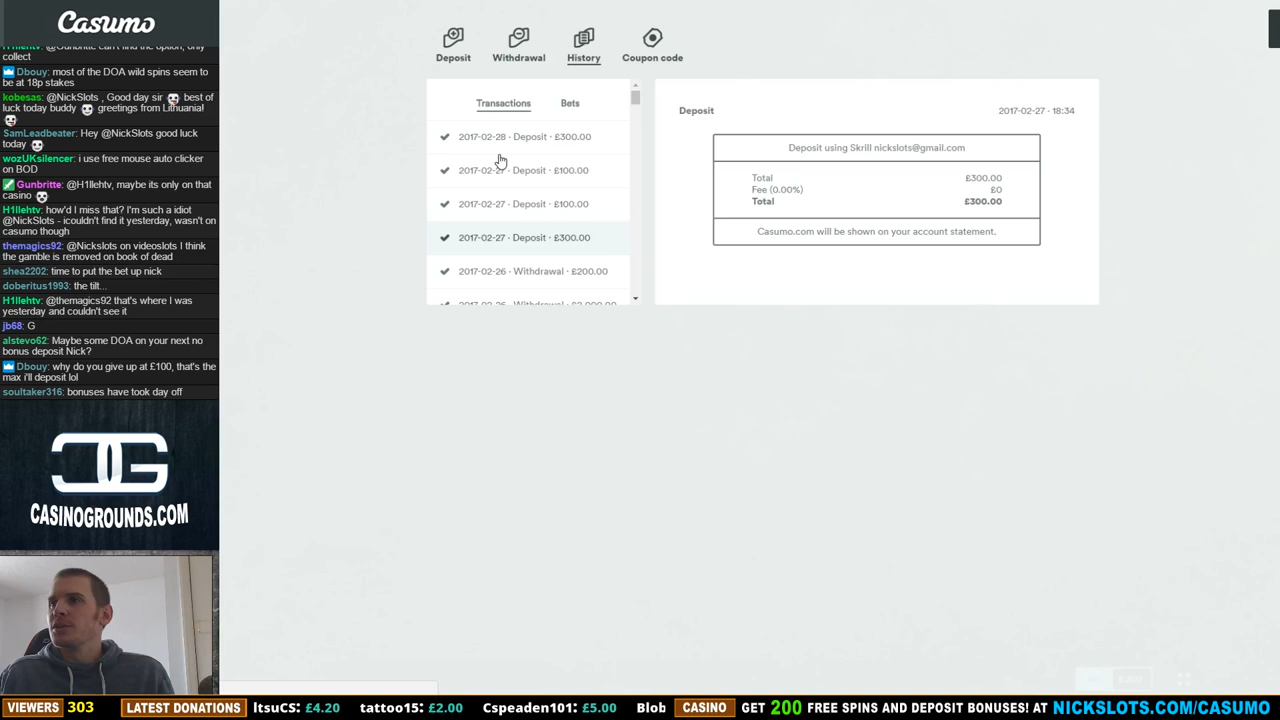 Casumo
H1llehtv: @Gunbritte can't find the option, only
collect
Dbouy: most of the DOA wild spins seem to
be at 18p stakes
kobesas: @NickSlots , Good day sir best of
luck today buddy greetings from Lithuania!
SamLeadbeater: Hey @NickSlots good luck
today
wozUKsilencer: i use free mouse auto clicker
on BOD
Gunbritte: @H1llehtv, maybe its only on that
casino
H1llehtv: how'd I miss that? I'm such a idiot
@NickSlots - icouldn't find it yesterday, wasn't on
casumo though
themagics92: @Nickslots on videoslots I think
the gamble is removed on book of dead
shea2202: time to put the bet up nick
doberitus1993: the tilt...
H1llehtv: @themagics92 that's where I was
yesterday and couldn't see it
jb68: G
alstevo62: Maybe some DOA on your next no
bonus deposit Nick?
Dbouy: why do you give up at £100, that's the
max i'll deposit lol
soultaker316: bonuses have took day off
CASINOGROUNDS.COM
Deposit Withdrawal History Coupon code
Transactions Bets
2017-02-28 · Deposit · £300.00
2017-02-27 · Deposit · £100.00
2017-02-27 · Deposit · £100.00
2017-02-27 · Deposit · £300.00
2017-02-26 · Withdrawal · £200.00
2017-02-26 · Withdrawal · £2,000.00
Deposit 2017-02-27 · 18:34
Deposit using Skrill nickslots@gmail.com
Total £300.00
Fee (0.00%) £0
Total £300.00
Casumo.com will be shown on your account statement.
VIEWERS 303 LATEST DONATIONS ItsuCS: £4.20 tattoo15: £2.00 Cspeaden101: £5.00 Blob CASINO GET 200 FREE SPINS AND DEPOSIT BONUSES! AT NICKSLOTS.COM/CASUMO